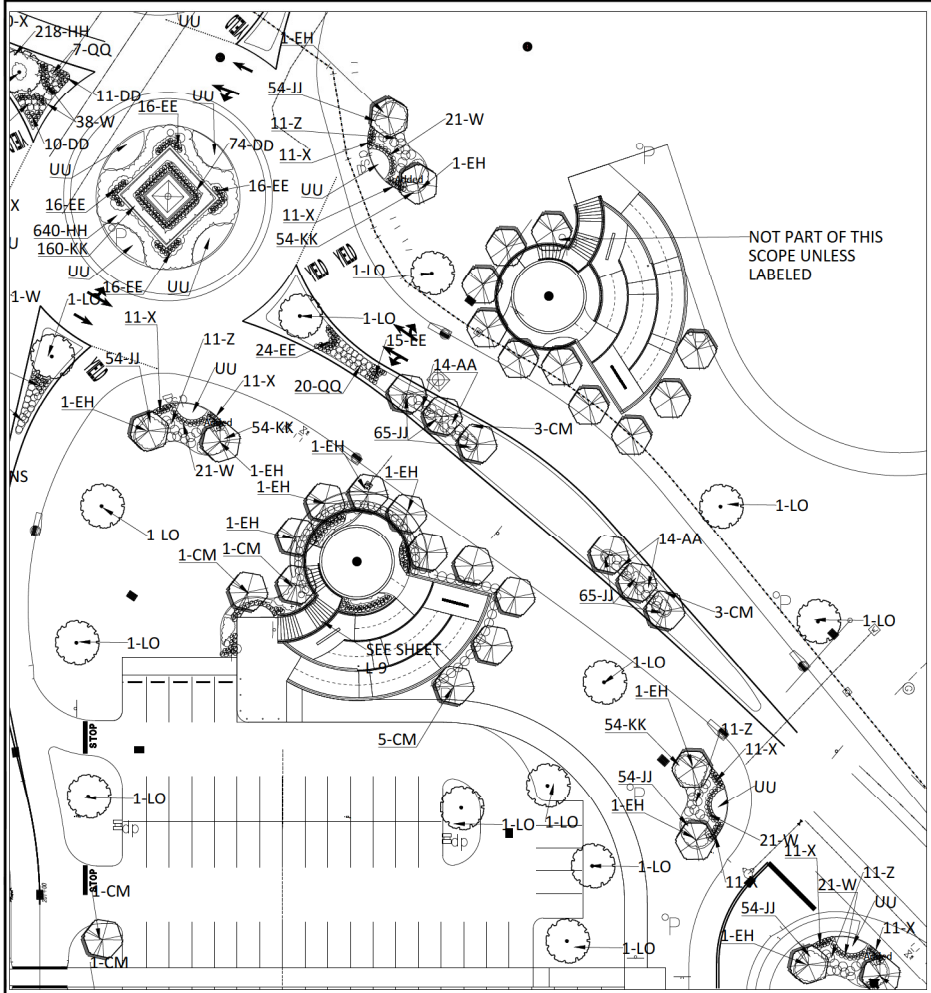 UU
218-HH
7-QQ
1-EH
11-DD
54-JJ
16-EE
UU
38-W
11-Z
21-W
10-DD
74-DD
11-X
1-EH
UU
16-EE
UU
Added
16-EE
11-X
640-HH
54-KK
160-KK
NOT PART OF THIS
SCOPE UNLESS
LABELED
YIELD
UU
1-LO
16-EE
UU
1-W
1-LO
11-X
1-LO
15-EE
11-Z
24-EE
54-JJ
UU
14-AA
11-X
20-QQ
1-EH
Added
54-KK
65-JJ
3-CM
1-EH
21-W
1-EH
1-EH
NS
1-EH
1-LO
1 LO
1-EH
1-CM
1-CM
14-AA
65-JJ
3-CM
1-LO
1-LO
SEE SHEET
L-9
1-LO
1-EH
54-KK
11-Z
5-CM
STOP
11-X
54-JJ
UU
1-LO
1-EH
1-LO
1-LO
21-W
11-X
1-LO
STOP
1-CM
11-X
21-W
11-Z
54-JJ
UU
1-EH
11-X
1-LO
Added
1-CM